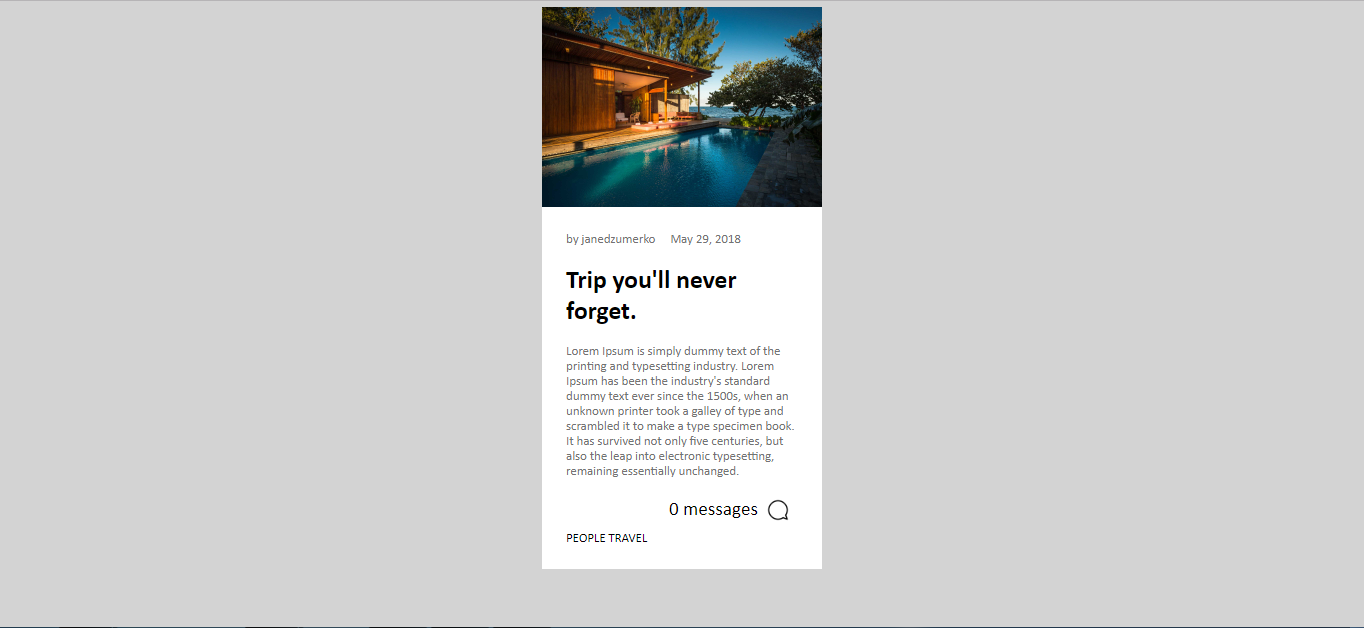 by janedzumerko May 29, 2018
Trip you'll never
forget.
Lorem Ipsum is simply dummy text of the
printing and typesetting industry. Lorem
Ipsum has been the industry's standard
dummy text ever since the 1500s, when an
unknown printer took a galley of type and
scrambled it to make a type specimen book.
It has survived not only five centuries, but
also the leap into electronic typesetting,
remaining essentially unchanged.
0 messages
PEOPLE TRAVEL